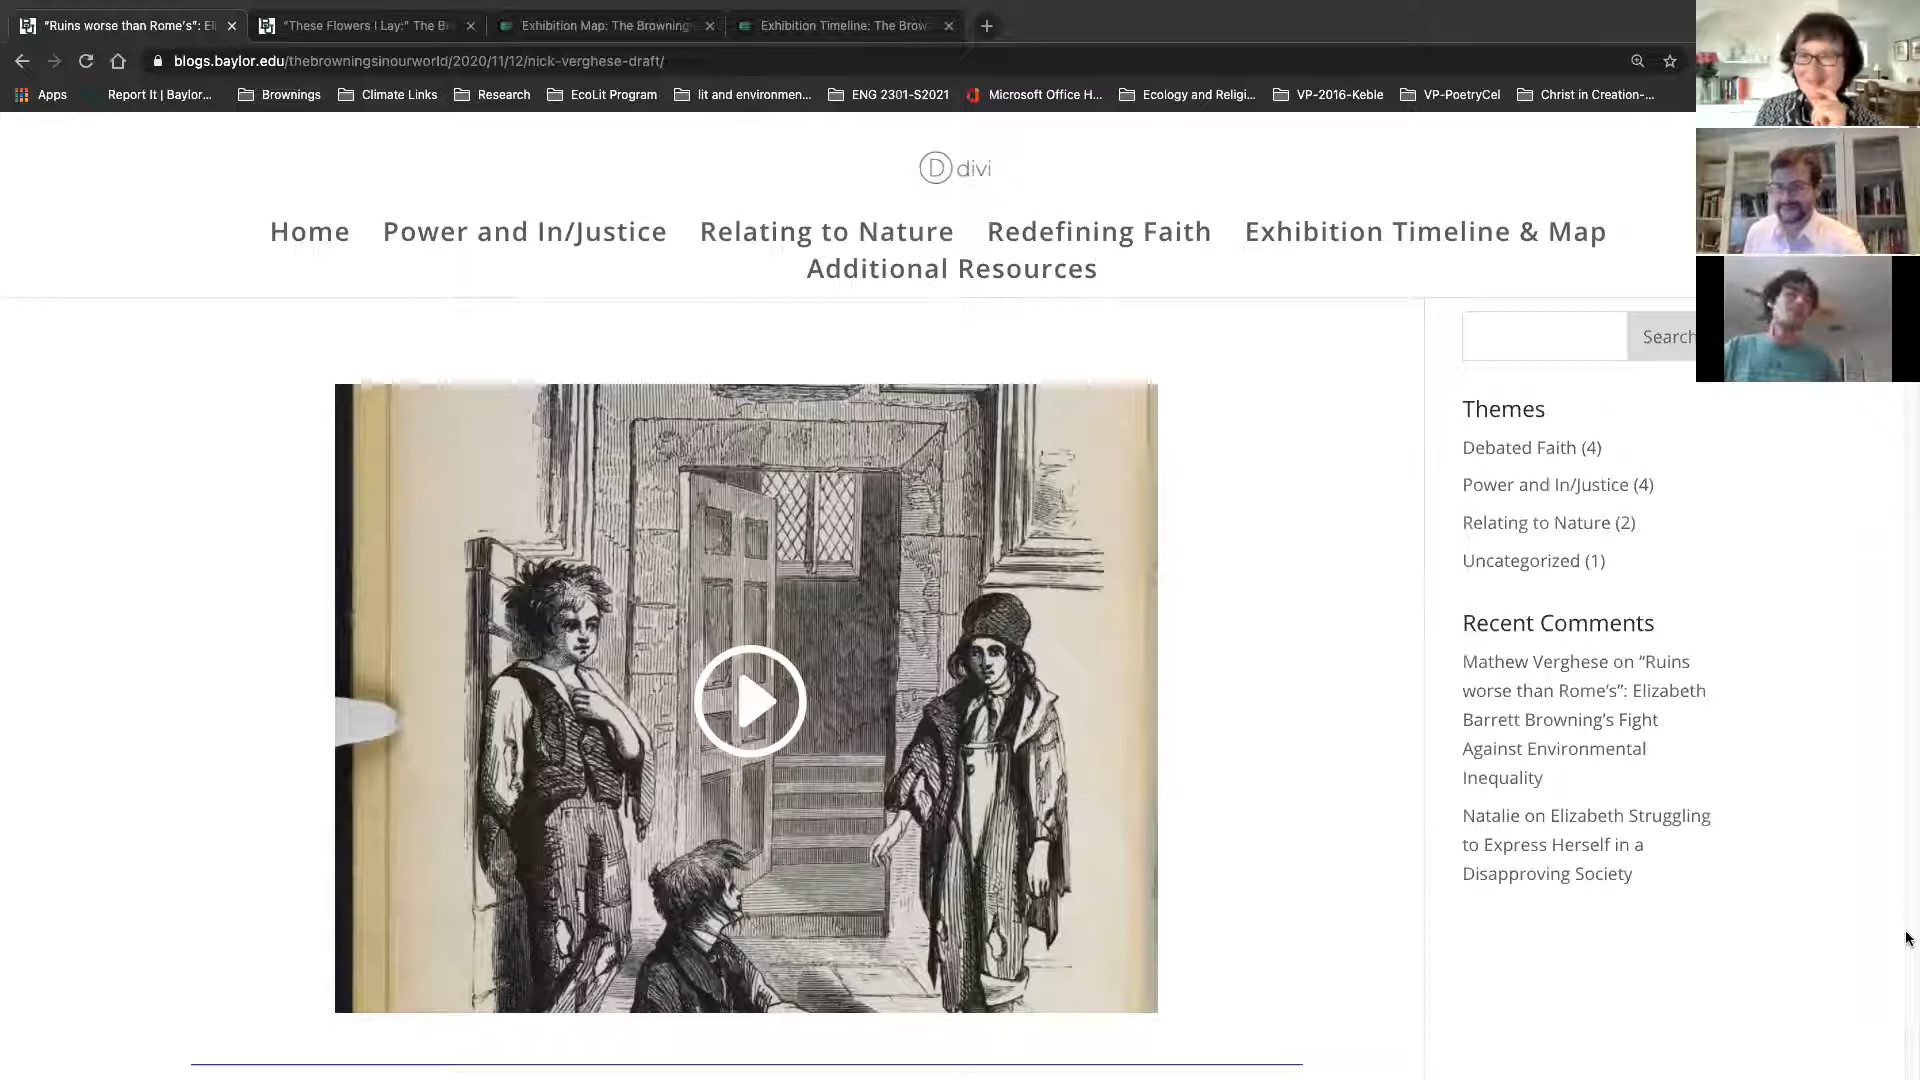 "Ruins worse than Rome's": El
"These Flowers I Lay:" The B
Exhibition Map: The Browning
Exhibition Timeline: The Brow
blogs.baylor.edu/thebrowningsinourworld/2020/11/12/nick-verghese-draft/
Apps
Report It | Baylor...
Brownings
Climate Links
Research
EcoLit Program
lit and environmen...
ENG 2301-S2021
Microsoft Office H...
Ecology and Religi...
VP-2016-Keble
VP-PoetryCel
Christ in Creation-...
D divi
Home
Power and In/Justice
Relating to Nature
Redefining Faith
Exhibition Timeline & Map
Additional Resources
Search
Themes
Debated Faith (4)
Power and In/Justice (4)
Relating to Nature (2)
Uncategorized (1)
Recent Comments
Mathew Verghese on “Ruins
worse than Rome’s”: Elizabeth
Barrett Browning’s Fight
Against Environmental
Inequality
Natalie on Elizabeth Struggling
to Express Herself in a
Disapproving Society